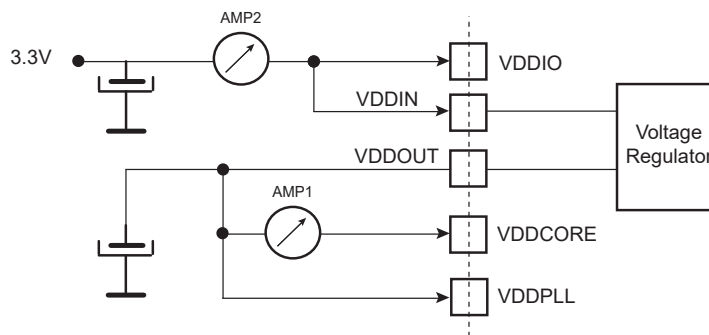 AMP2
3.3V
VDDIO
VDDIN
Voltage
Regulator
VDDOUT
AMP1
VDDCORE
VDDPLL